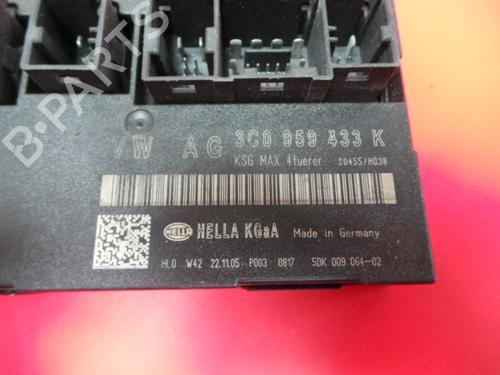 VW AG 3C0 959 433 K
KSG MAX 4tuerer S0455/H038
HELLA HELLA KGaA Made in Germany
HLO W42 22.11.05 P003 0817 5DK 009 064-02